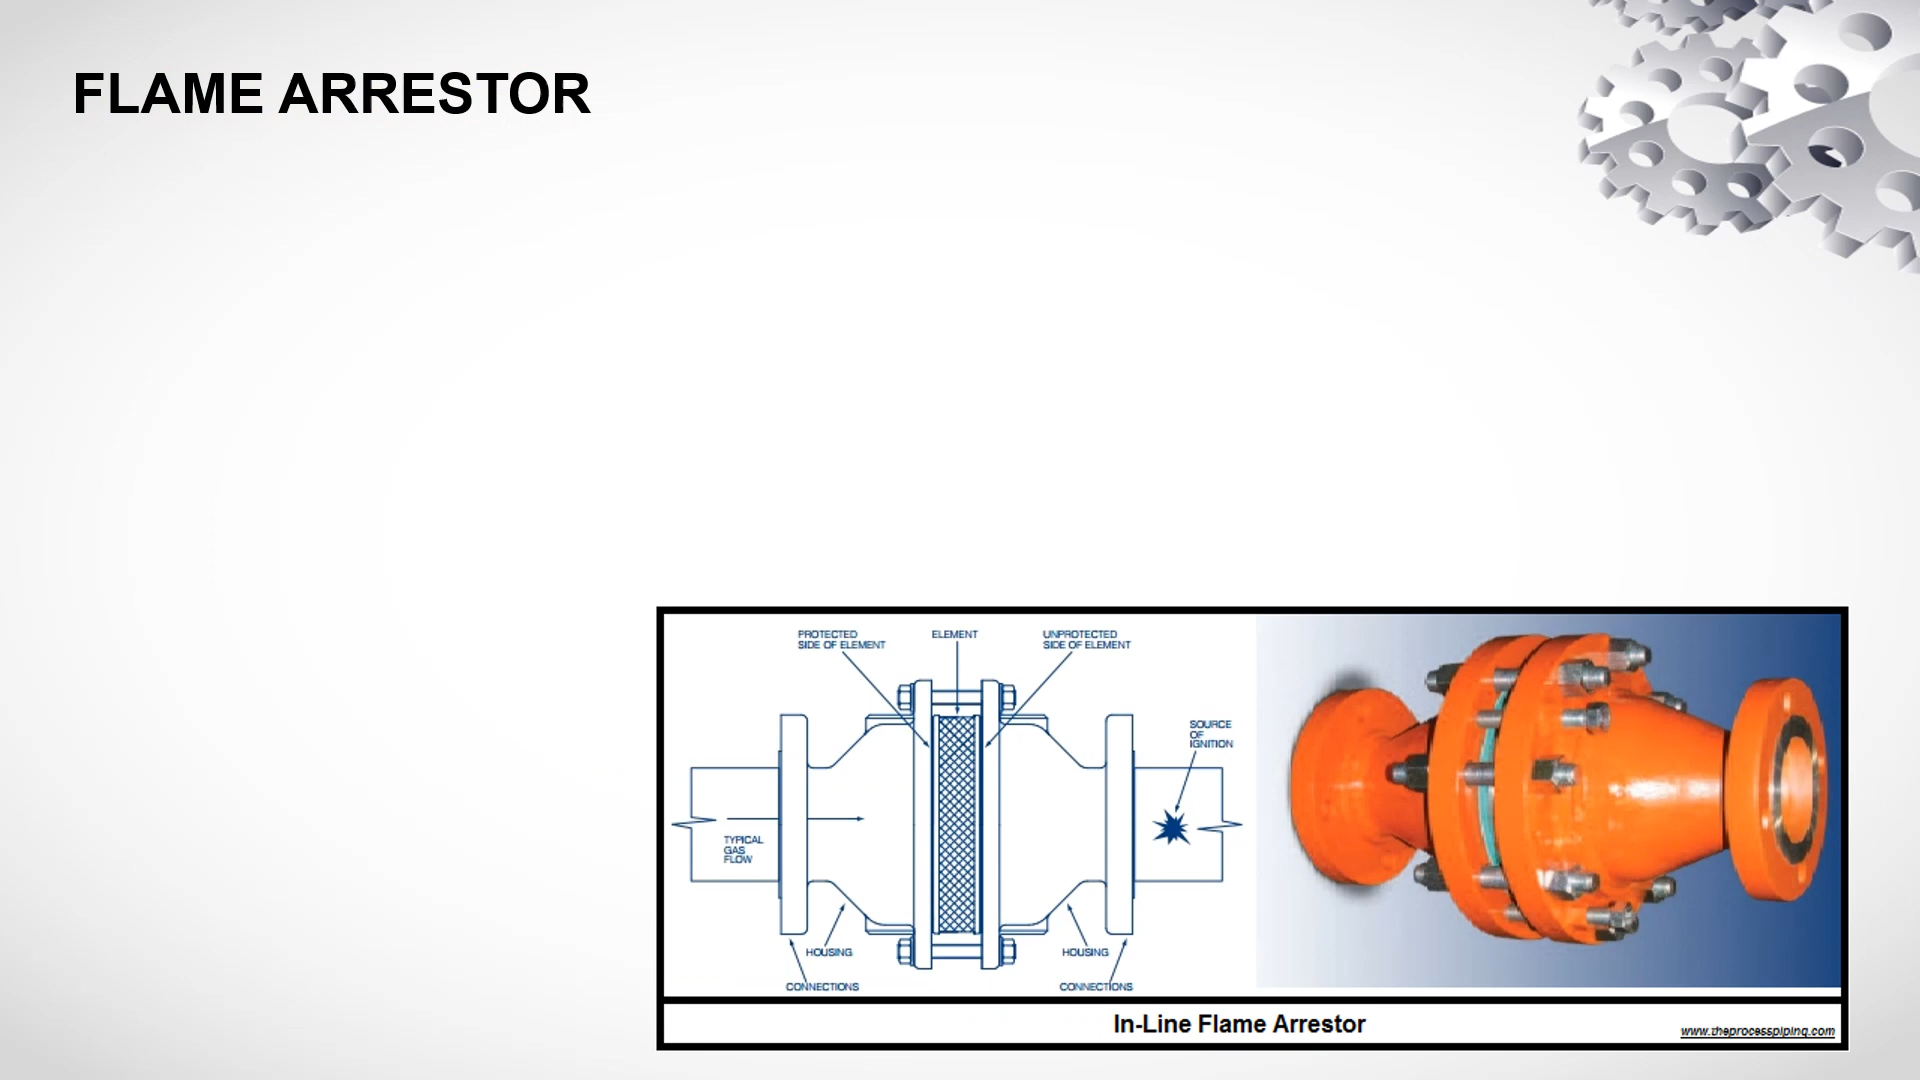 FLAME ARRESTOR
PROTECTED
SIDE OF ELEMENT
ELEMENT
UNPROTECTED
SIDE OF ELEMENT
SOURCE
OF
IGNITION
TYPICAL
GAS
FLOW
HOUSING
HOUSING
CONNECTIONS
CONNECTIONS
In-Line Flame Arrestor
www.theprocesspiping.com